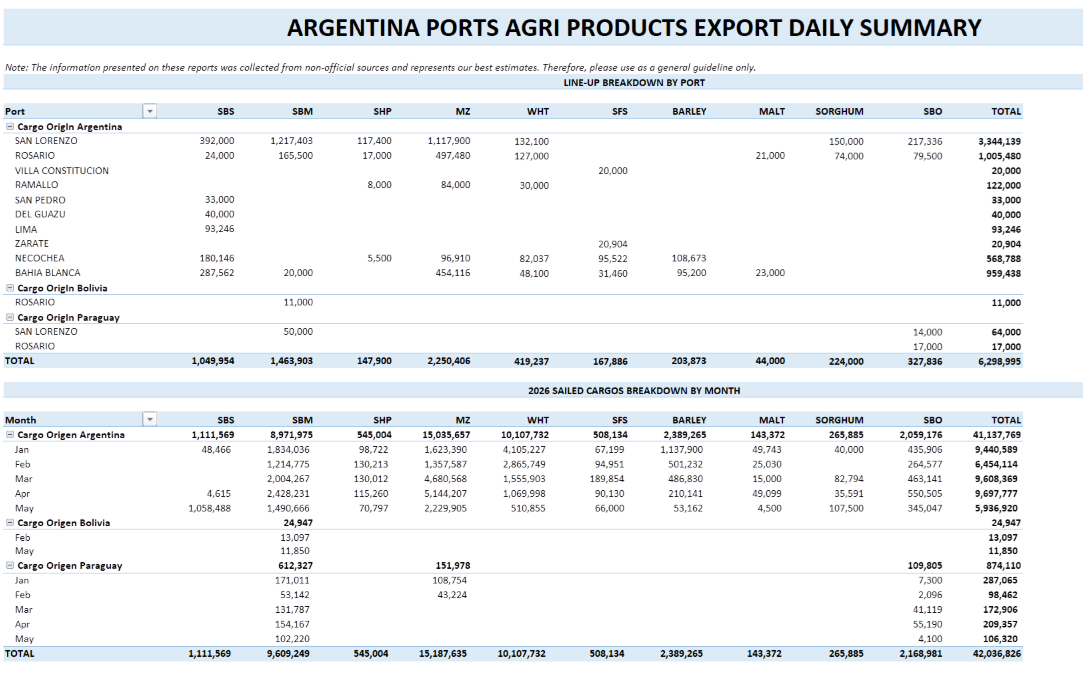 ARGENTINA PORTS AGRI PRODUCTS EXPORT DAILY SUMMARY
Note: The information presented on these reports was collected from non-official sources and represents our best estimates. Therefore, please use as a general guideline only.
LINE-UP BREAKDOWN BY PORT
Port SBS SBM SHP MZ WHT SFS BARLEY MALT SORGHUM SBO TOTAL
Cargo Origin Argentina
SAN LORENZO 392,000 1,217,403 117,400 1,117,900 132,100 150,000 217,336 3,344,139
ROSARIO 24,000 165,500 17,000 497,480 127,000 21,000 74,000 79,500 1,005,480
VILLA CONSTITUCION 20,000 20,000
RAMALLO 8,000 84,000 30,000 122,000
SAN PEDRO 33,000 33,000
DEL GUAZU 40,000 40,000
LIMA 93,246 93,246
ZARATE 20,904 20,904
NECOCHEA 180,146 5,500 96,910 82,037 95,522 108,673 568,788
BAHIA BLANCA 287,562 20,000 454,116 48,100 31,460 95,200 23,000 959,438
Cargo Origin Bolivia
ROSARIO 11,000 11,000
Cargo Origin Paraguay
SAN LORENZO 50,000 14,000 64,000
ROSARIO 17,000 17,000
TOTAL 1,049,954 1,463,903 147,900 2,250,406 419,237 167,886 203,873 44,000 224,000 327,836 6,298,995
2026 SAILED CARGOS BREAKDOWN BY MONTH
Month SBS SBM SHP MZ WHT SFS BARLEY MALT SORGHUM SBO TOTAL
Cargo Origen Argentina 1,111,569 8,971,975 545,004 15,035,657 10,107,732 508,134 2,389,265 143,372 265,885 2,059,176 41,137,769
Jan 48,466 1,834,036 98,722 1,623,390 4,105,227 67,199 1,137,900 49,743 40,000 435,906 9,440,589
Feb 1,214,775 130,213 1,357,587 2,865,749 94,951 501,232 25,030 264,577 6,454,114
Mar 2,004,267 130,012 4,680,568 1,555,903 189,854 486,830 15,000 82,794 463,141 9,608,369
Apr 4,615 2,428,231 115,260 5,144,207 1,069,998 90,130 210,141 49,099 35,591 550,505 9,697,777
May 1,058,488 1,490,666 70,797 2,229,905 510,855 66,000 53,162 4,500 107,500 345,047 5,936,920
Cargo Origen Bolivia 24,947 24,947
Feb 13,097 13,097
May 11,850 11,850
Cargo Origen Paraguay 612,327 151,978 109,805 874,110
Jan 171,011 108,754 7,300 287,065
Feb 53,142 43,224 2,096 98,462
Mar 131,787 41,119 172,906
Apr 154,167 55,190 209,357
May 102,220 4,100 106,320
TOTAL 1,111,569 9,609,249 545,004 15,187,635 10,107,732 508,134 2,389,265 143,372 265,885 2,168,981 42,036,826